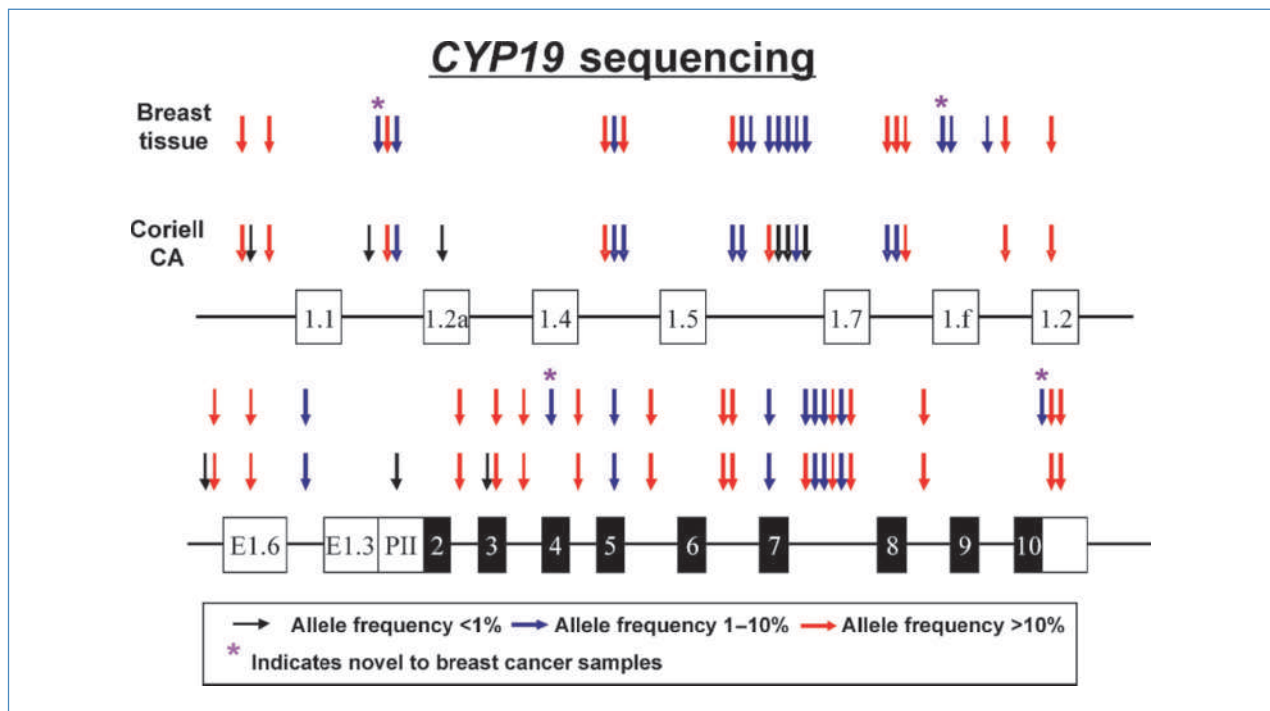 CYP19 sequencing
*
*
Breast
tissue
Coriell
CA
1.1 1.2a 1.4 1.5 1.7 1.f 1.2
*
*
E1.6 E1.3 PII 2 3 4 5 6 7 8 9 10
Allele frequency <1% Allele frequency 1–10% Allele frequency >10%
* Indicates novel to breast cancer samples